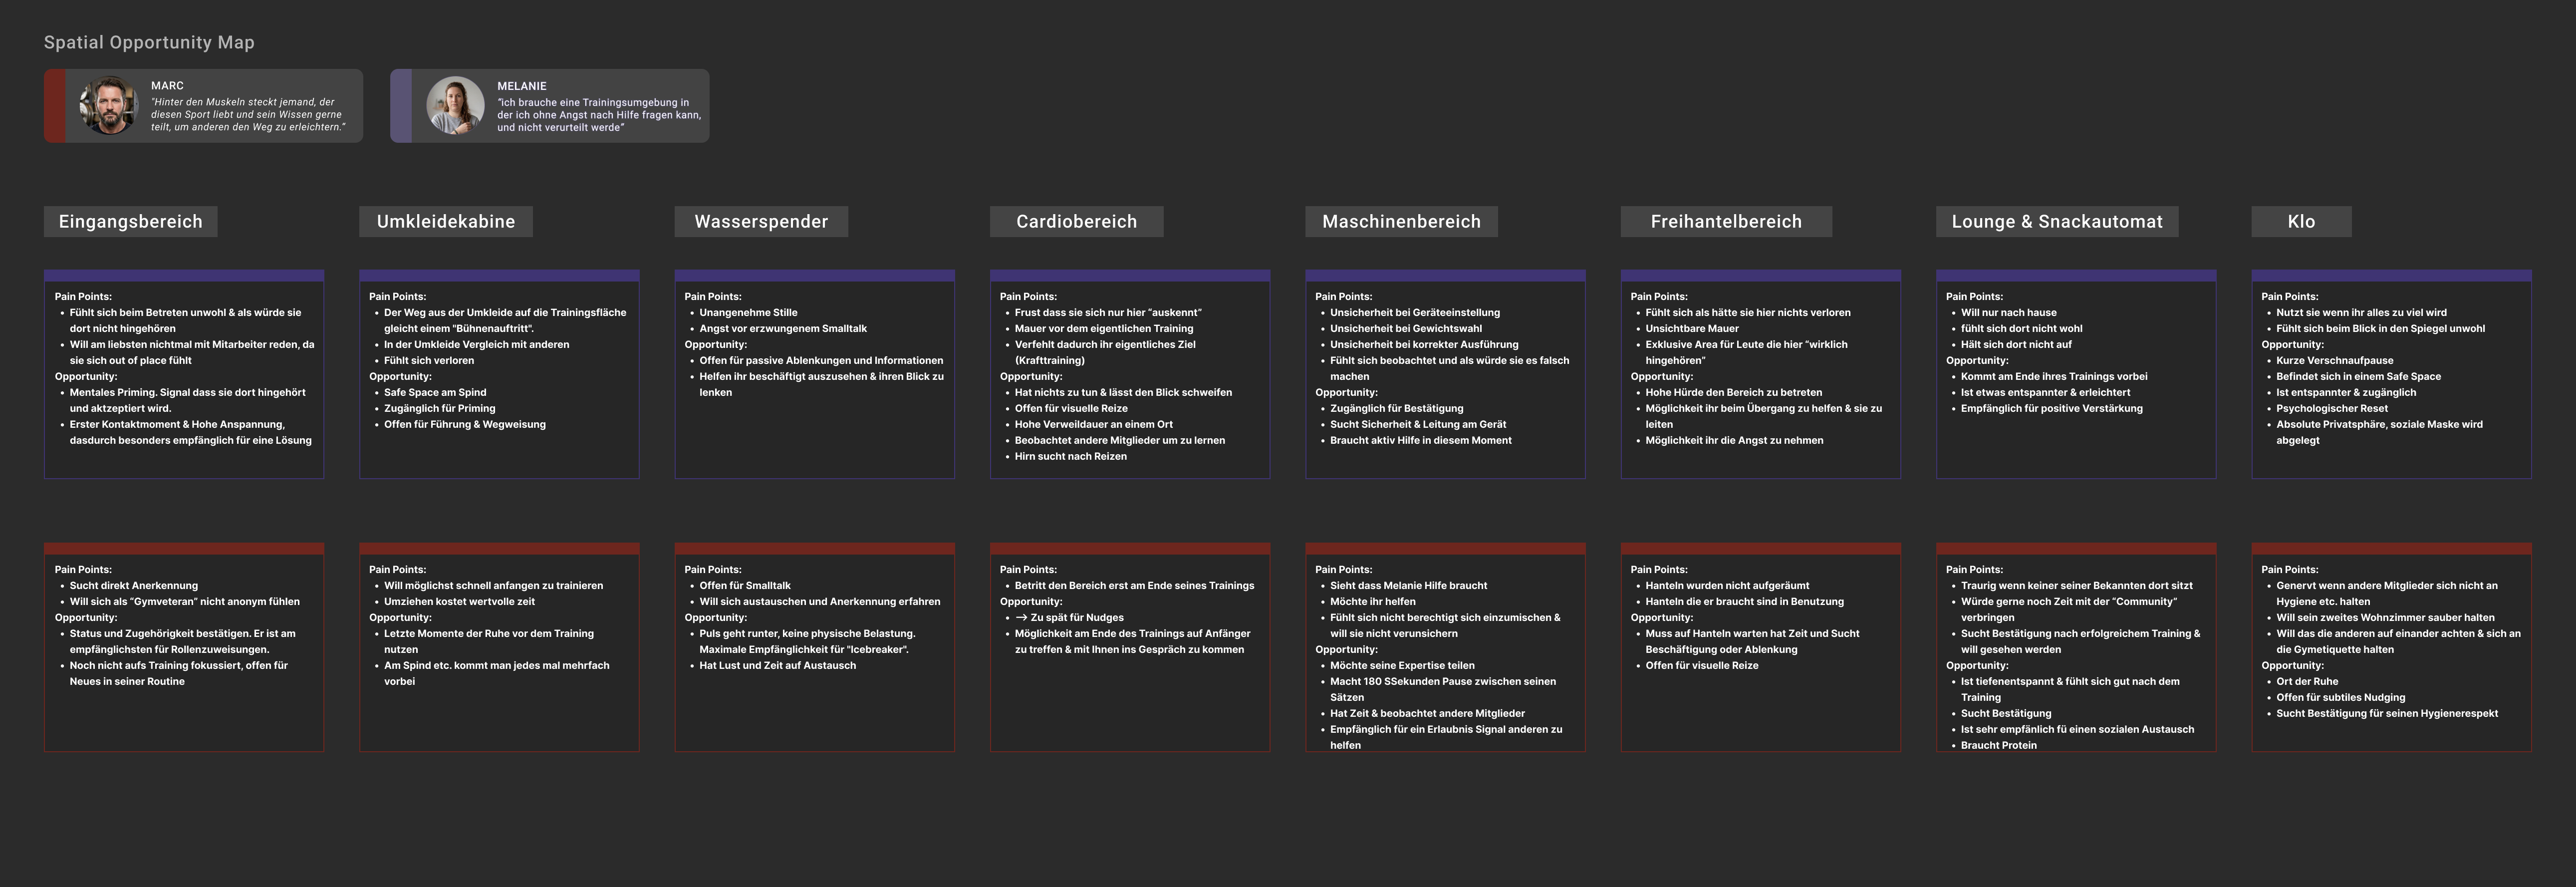 Spatial Opportunity Map
MARC
"Hinter den Muskeln steckt jemand, der
diesen Sport liebt und sein Wissen gerne
teilt, um anderen den Weg zu erleichtern."
MELANIE
"ich brauche eine Trainingsumgebung in
der ich ohne Angst nach Hilfe fragen kann,
und nicht verurteilt werde"
Eingangsbereich
Umkleidekabine
Wasserspender
Cardiobereich
Maschinenbereich
Freihantelbereich
Lounge & Snackautomat
Klo
Pain Points:
• Fühlt sich beim Betreten unwohl & als würde sie
dort nicht hingehören
• Will am liebsten nichtmal mit Mitarbeiter reden, da
sie sich out of place fühlt
Opportunity:
• Mentales Priming. Signal dass sie dort hingehört
und aktzeptiert wird.
• Erster Kontaktmoment & Hohe Anspannung,
dasdurch besonders empfänglich für eine Lösung
Pain Points:
• Der Weg aus der Umkleide auf die Trainingsfläche
gleicht einem "Bühnenauftritt".
• In der Umkleide Vergleich mit anderen
• Fühlt sich verloren
Opportunity:
• Safe Space am Spind
• Zugänglich für Priming
• Offen für Führung & Wegweisung
Pain Points:
• Unangenehme Stille
• Angst vor erzwungenem Smalltalk
Opportunity:
• Offen für passive Ablenkungen und Informationen
• Helfen ihr beschäftigt auszusehen & ihren Blick zu
lenken
Pain Points:
• Frust dass sie sich nur hier "auskennt"
• Mauer vor dem eigentlichen Training
• Verfehlt dadurch ihr eigentliches Ziel
(Krafttraining)
Opportunity:
• Hat nichts zu tun & lässt den Blick schweifen
• Offen für visuelle Reize
• Hohe Verweildauer an einem Ort
• Beobachtet andere Mitglieder um zu lernen
• Hirn sucht nach Reizen
Pain Points:
• Unsicherheit bei Geräteeinstellung
• Unsicherheit bei Gewichtswahl
• Unsicherheit bei korrekter Ausführung
• Fühlt sich beobachtet und als würde sie es falsch
machen
Opportunity:
• Zugänglich für Bestätigung
• Sucht Sicherheit & Leitung am Gerät
• Braucht aktiv Hilfe in diesem Moment
Pain Points:
• Fühlt sich als hätte sie hier nichts verloren
• Unsichtbare Mauer
• Exklusive Area für Leute die hier "wirklich
hingehören"
Opportunity:
• Hohe Hürde den Bereich zu betreten
• Möglichkeit ihr beim Übergang zu helfen & sie zu
leiten
• Möglichkeit ihr die Angst zu nehmen
Pain Points:
• Will nur nach hause
• fühlt sich dort nicht wohl
• Hält sich dort nicht auf
Opportunity:
• Kommt am Ende ihres Trainings vorbei
• Ist etwas entspannter & erleichtert
• Empfänglich für positive Verstärkung
Pain Points:
• Nutzt sie wenn ihr alles zu viel wird
• Fühlt sich beim Blick in den Spiegel unwohl
Opportunity:
• Kurze Verschnaufpause
• Befindet sich in einem Safe Space
• Ist entspannter & zugänglich
• Psychologischer Reset
• Absolute Privatsphäre, soziale Maske wird
abgelegt
Pain Points:
• Sucht direkt Anerkennung
• Will sich als "Gymveteran" nicht anonym fühlen
Opportunity:
• Status und Zugehörigkeit bestätigen. Er ist am
empfänglichsten für Rollenzuweisungen.
• Noch nicht aufs Training fokussiert, offen für
Neues in seiner Routine
Pain Points:
• Will möglichst schnell anfangen zu trainieren
• Umziehen kostet wertvolle zeit
Opportunity:
• Letzte Momente der Ruhe vor dem Training
nutzen
• Am Spind etc. kommt man jedes mal mehrfach
vorbei
Pain Points:
• Offen für Smalltalk
• Will sich austauschen und Anerkennung erfahren
Opportunity:
• Puls geht runter, keine physische Belastung.
Maximale Empfänglichkeit für "Icebreaker".
• Hat Lust und Zeit auf Austausch
Pain Points:
• Betritt den Bereich erst am Ende seines Trainings
Opportunity:
• → Zu spät für Nudges
• Möglichkeit am Ende des Trainings auf Anfänger
zu treffen & mit Ihnen ins Gespräch zu kommen
Pain Points:
• Sieht dass Melanie Hilfe braucht
• Möchte ihr helfen
• Fühlt sich nicht berechtigt sich einzumischen &
will sie nicht verunsichern
Opportunity:
• Möchte seine Expertise teilen
• Macht 180 SSekunden Pause zwischen seinen
Sätzen
• Hat Zeit & beobachtet andere Mitglieder
• Empfänglich für ein Erlaubnis Signal anderen zu
helfen
Pain Points:
• Hanteln wurden nicht aufgeräumt
• Hanteln die er braucht sind in Benutzung
Opportunity:
• Muss auf Hanteln warten hat Zeit und Sucht
Beschäftigung oder Ablenkung
• Offen für visuelle Reize
Pain Points:
• Traurig wenn keiner seiner Bekannten dort sitzt
• Würde gerne noch Zeit mit der "Community"
verbringen
• Sucht Bestätigung nach erfolgreichem Training &
will gesehen werden
Opportunity:
• Ist tiefenentspannt & fühlt sich gut nach dem
Training
• Sucht Bestätigung
• Ist sehr empfänlich fü einen sozialen Austausch
• Braucht Protein
Pain Points:
• Genervt wenn andere Mitglieder sich nicht an
Hygiene etc. halten
• Will sein zweites Wohnzimmer sauber halten
• Will das die anderen auf einander achten & sich an
die Gymetiquette halten
Opportunity:
• Ort der Ruhe
• Offen für subtiles Nudging
• Sucht Bestätigung für seinen Hygienerespekt